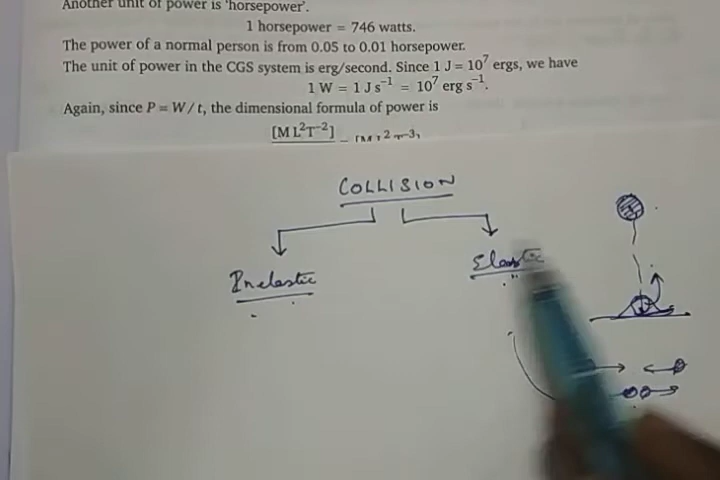 Another unit of power is 'horsepower'.
1 horsepower = 746 watts.
The power of a normal person is from 0.05 to 0.01 horsepower.
The unit of power in the CGS system is erg/second. Since 1 J = 10⁷ ergs, we have
1 W = 1 J s⁻¹ = 10⁷ erg s⁻¹.
Again, since P = W / t, the dimensional formula of power is
[M L²T⁻²]
COLLISION
Inelastic
Elastic